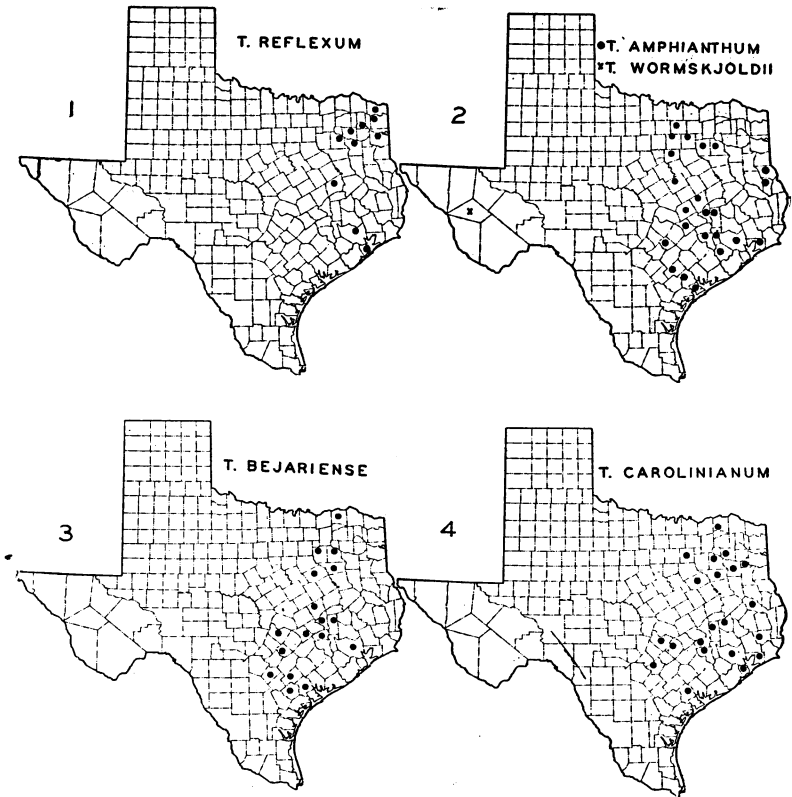 1
T. REFLEXUM
2
●T. AMPHIANTHUM
×T. WORMSKJOLDII
x
3
T. BEJARIENSE
4
T. CAROLINIANUM